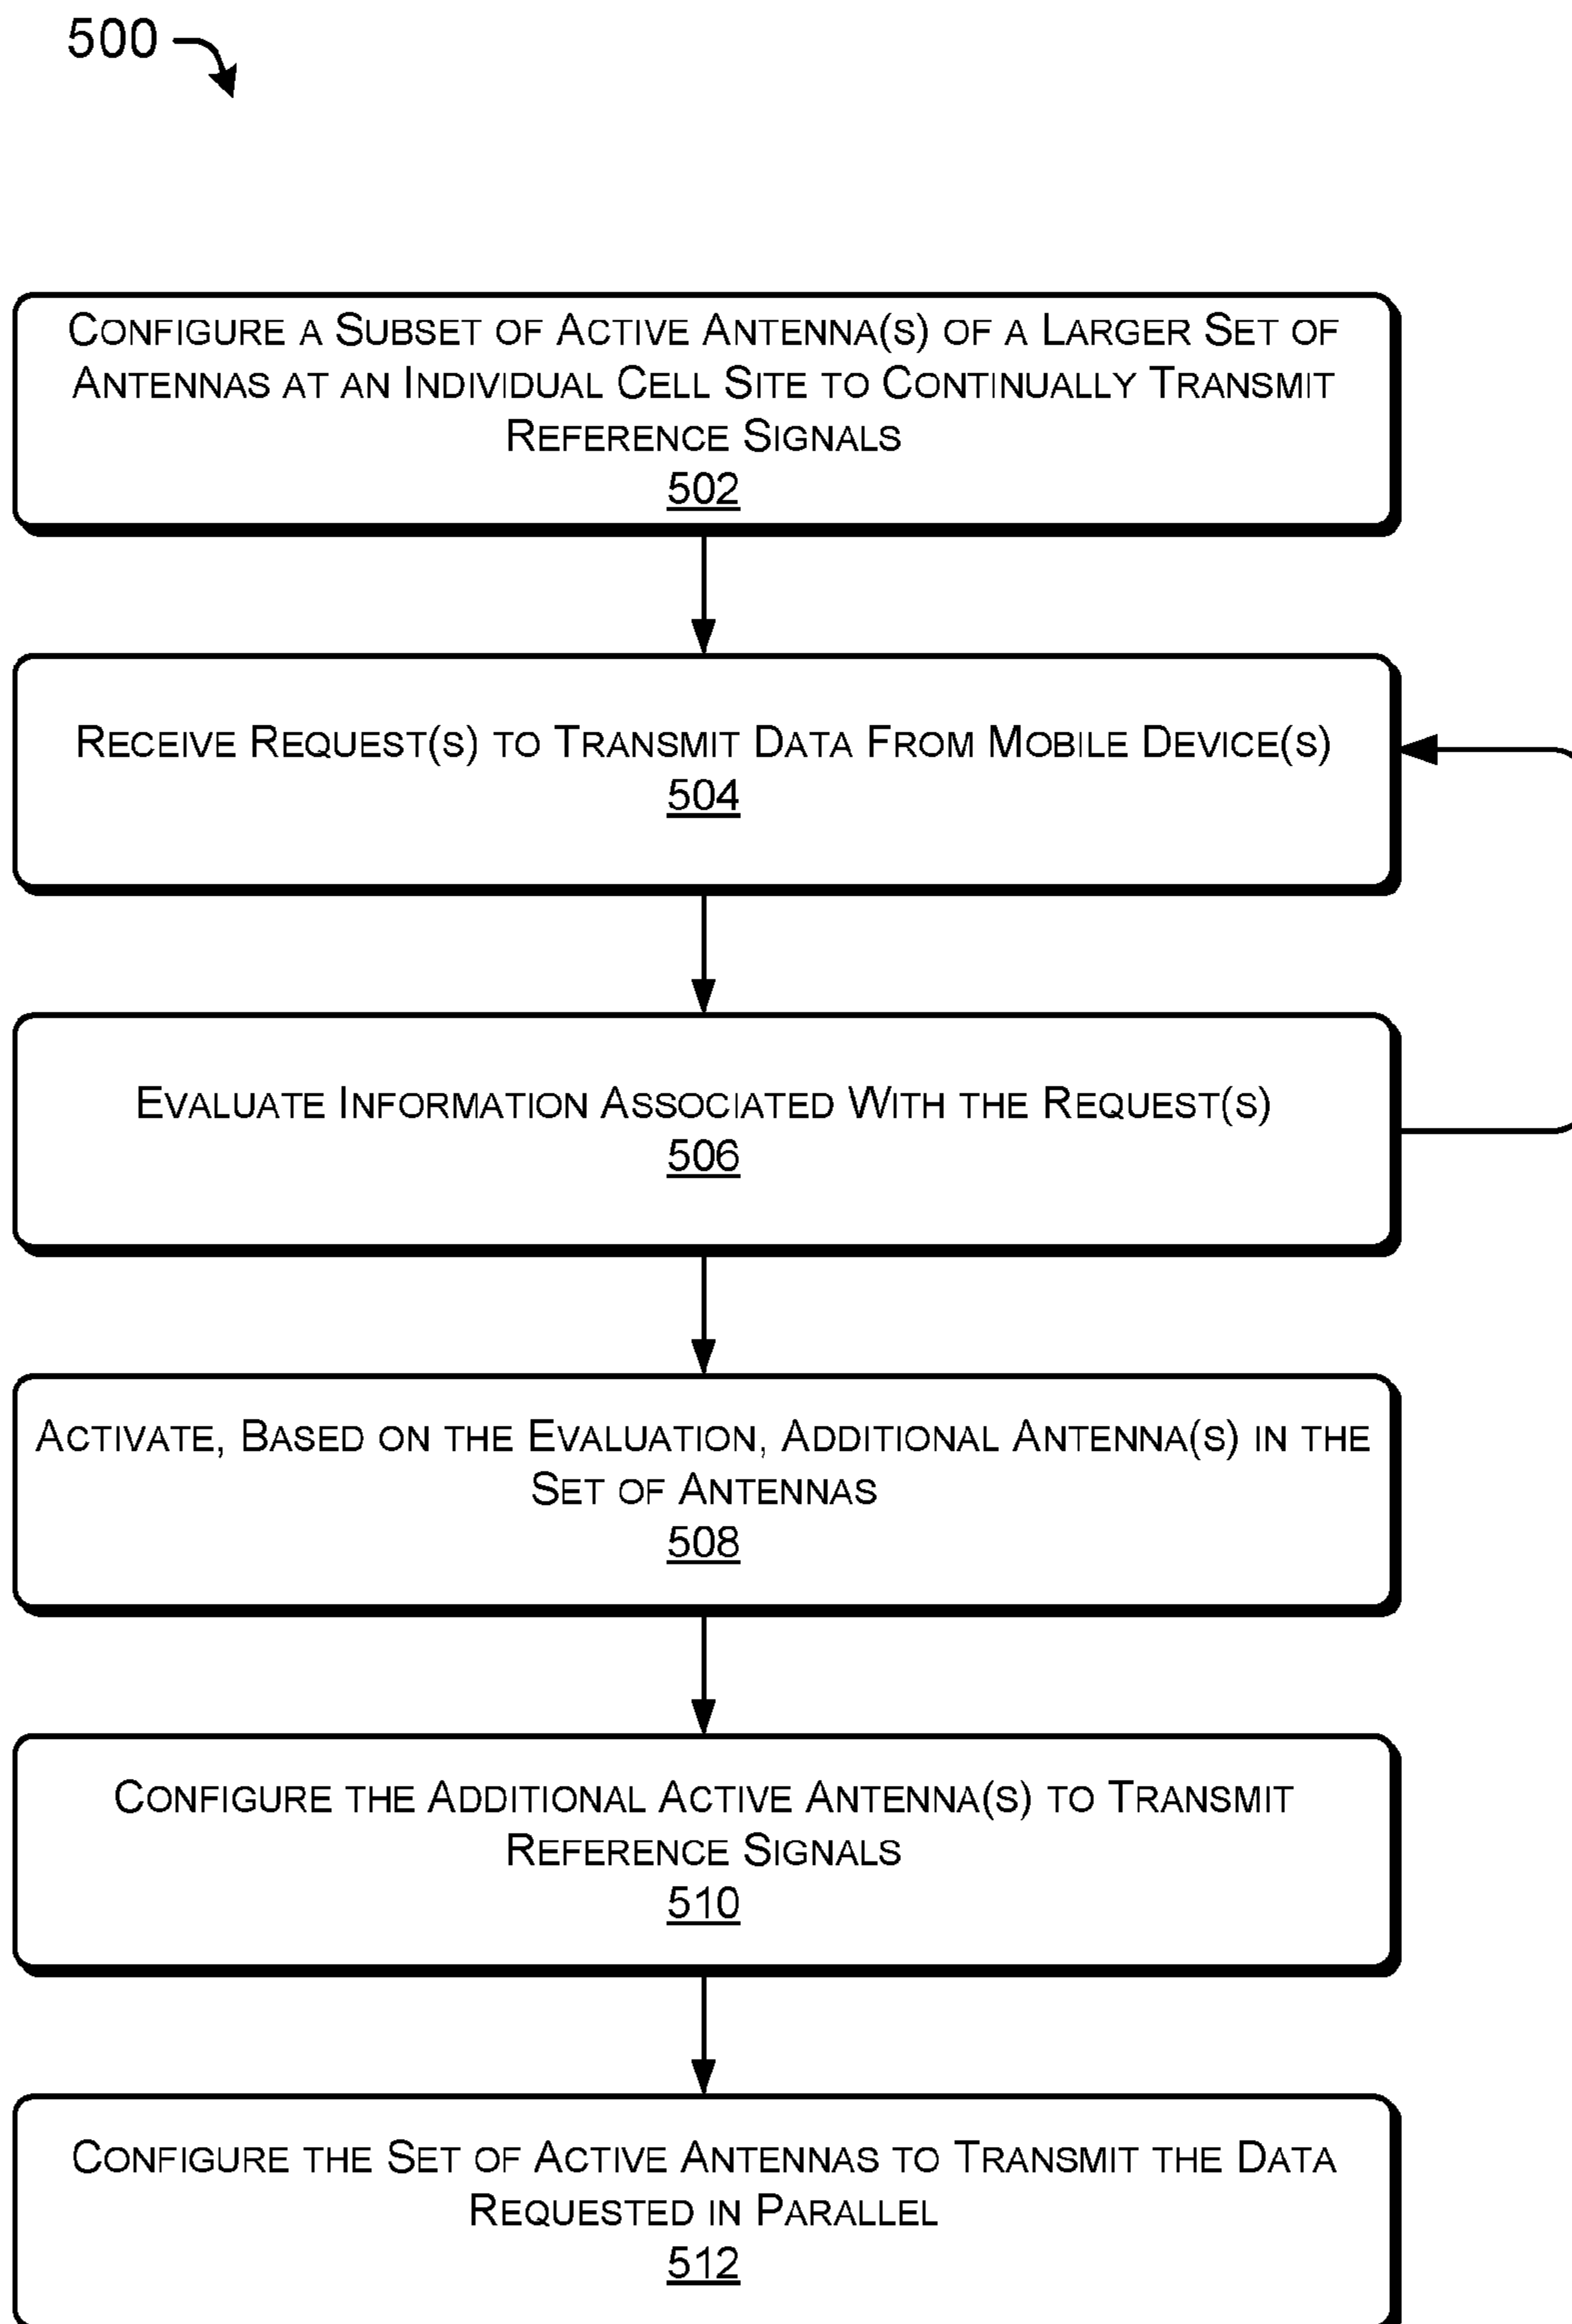 500
Configure a Subset of Active Antenna(s) of a Larger Set of
Antennas at an Individual Cell Site to Continually Transmit
Reference Signals
502
Receive Request(s) to Transmit Data From Mobile Device(s)
504
Evaluate Information Associated With the Request(s)
506
Activate, Based on the Evaluation, Additional Antenna(s) in the
Set of Antennas
508
Configure the Additional Active Antenna(s) to Transmit
Reference Signals
510
Configure the Set of Active Antennas to Transmit the Data
Requested in Parallel
512